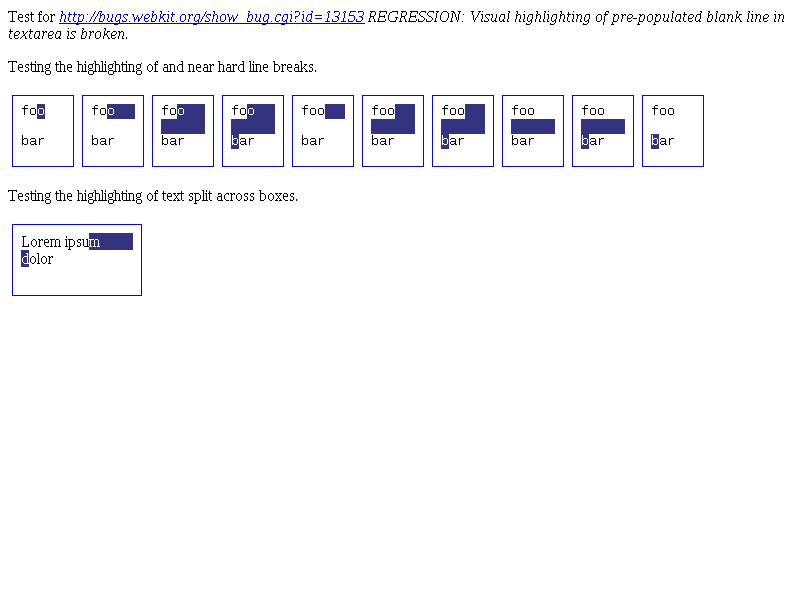 Test for http://bugs.webkit.org/show_bug.cgi?id=13153 REGRESSION: Visual highlighting of pre-populated blank line in
textarea is broken.
Testing the highlighting of and near hard line breaks.
foo foo foo foo foo foo foo foo foo foo
bar bar bar bar bar bar bar bar bar bar
Testing the highlighting of text split across boxes.
Lorem ipsum
dolor